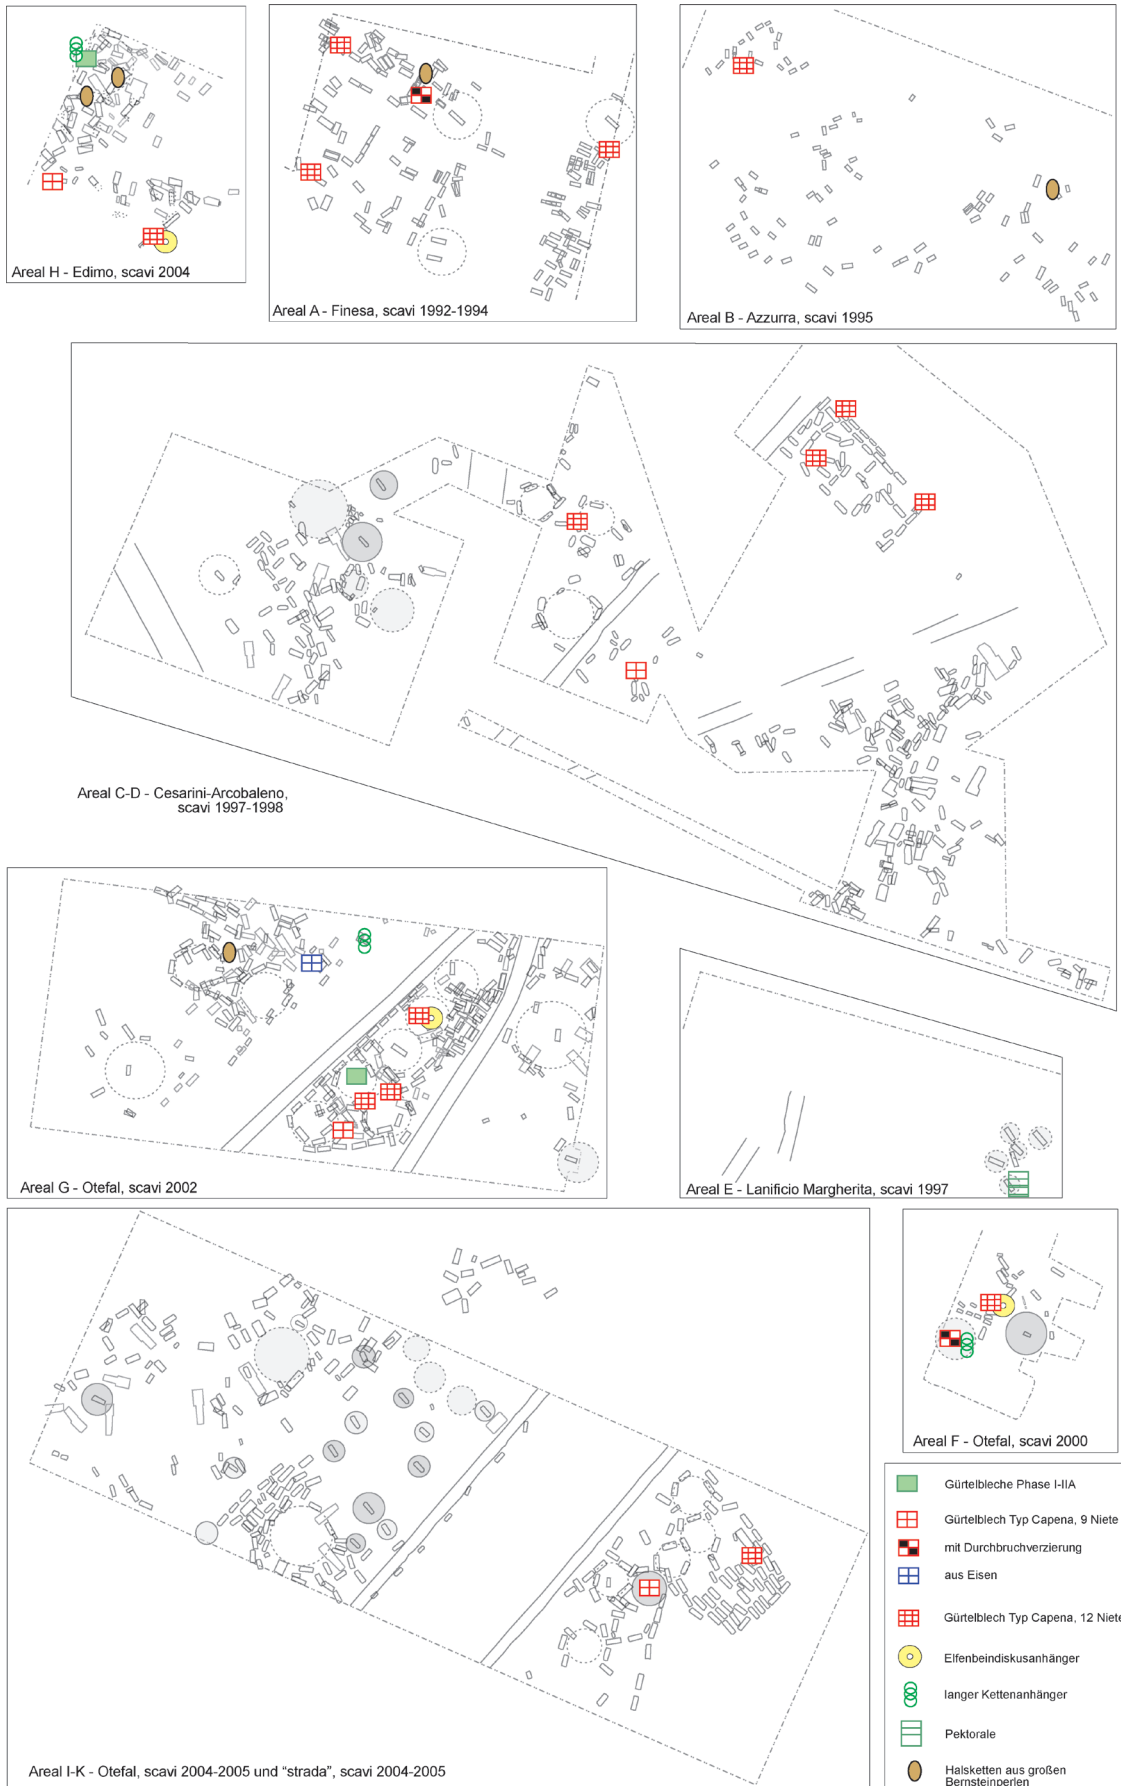 Areal H - Edimo, scavi 2004
Areal A - Finesa, scavi 1992-1994
Areal B - Azzurra, scavi 1995
Areal C-D - Cesarini-Arcobaleno,
scavi 1997-1998
Areal G - Otefal, scavi 2002
Areal E - Lanificio Margherita, scavi 1997
Areal F - Otefal, scavi 2000
Areal I-K - Otefal, scavi 2004-2005 und "strada", scavi 2004-2005
Gürtelbleche Phase I-IIA
Gürtelblech Typ Capena, 9 Niete
mit Durchbruchverzierung
aus Eisen
Gürtelblech Typ Capena, 12 Niete
Elfenbeindiskusanhänger
langer Kettenanhänger
Pektorale
Halsketten aus großen
Bernsteinperlen